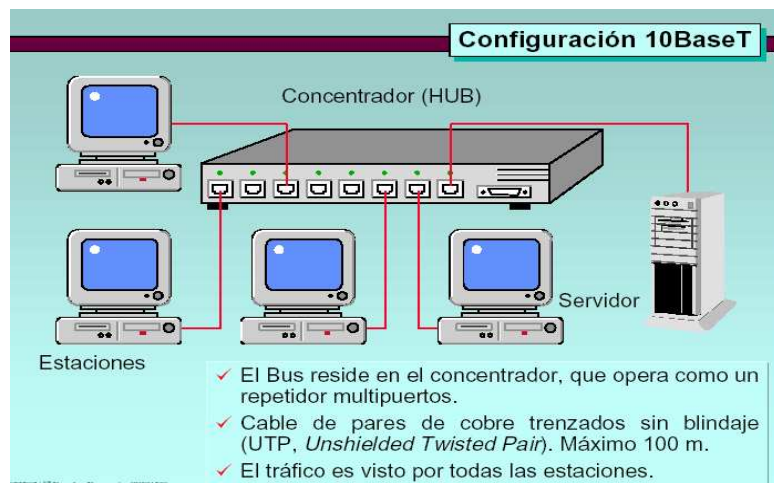 Configuración 10BaseT
Concentrador (HUB)
Servidor
Estaciones
✓ El Bus reside en el concentrador, que opera como un
repetidor multipuertos.
✓ Cable de pares de cobre trenzados sin blindaje
(UTP, Unshielded Twisted Pair). Máximo 100 m.
✓ El tráfico es visto por todas las estaciones.